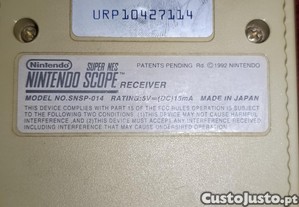 URP10427114
Nintendo SUPER NES PATENTS PENDING R4 © 1992 NINTENDO
NINTENDO SCOPE RECEIVER
MODEL NO. SNSP-014 RATING:5V⎓(DC)15mA MADE IN JAPAN
THIS DEVICE COMPLIES WITH PART 15 OF THE FCC RULES OPERATION IS SUBJECT
TO THE FOLLOWING TWO CONDITIONS (1)THIS DEVICE MAY NOT CAUSE HARMFUL
INTERFERENCE ,AND (2)THIS DEVICE MUST ACCEPT ANY INTERFERENCE RECEIVED
INCLUDING INTERFERENCE THAT MAY CAUSE UNDESIRED OPERATION.
CustoJusto.pt